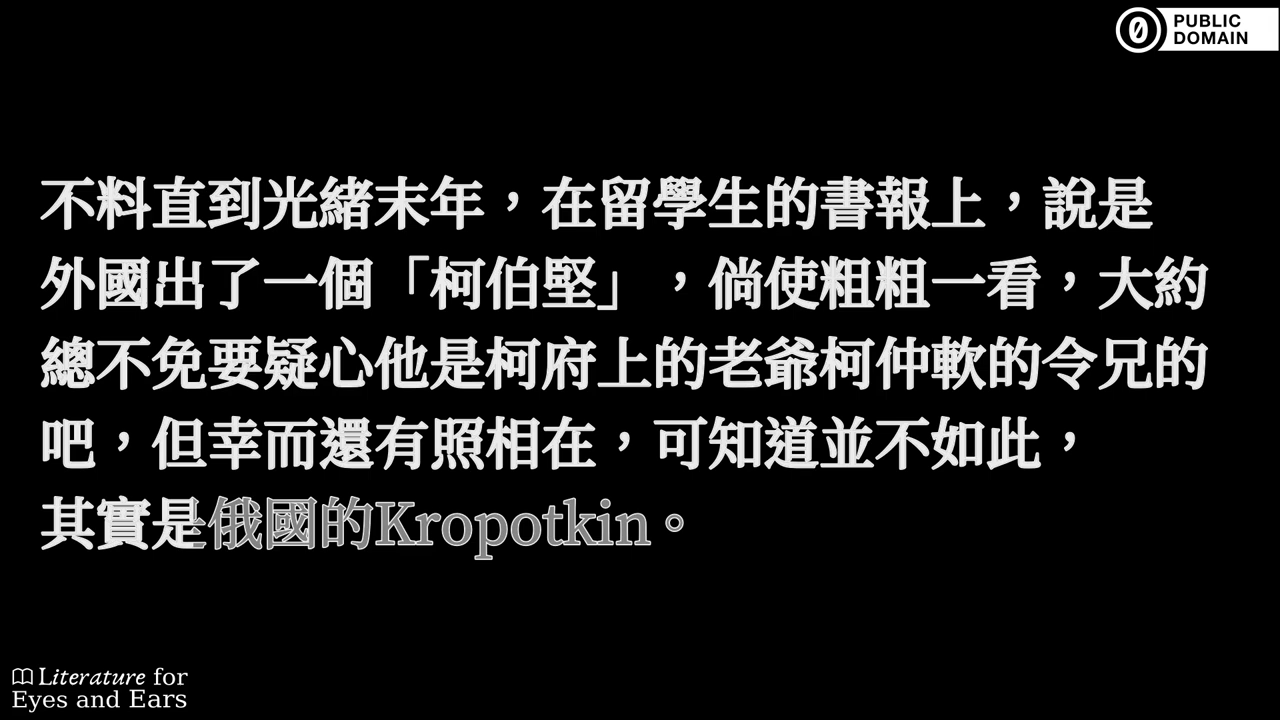 PUBLIC
DOMAIN
不料直到光緒末年，在留學生的書報上，說是
外國出了一個「柯伯堅」，倘使粗粗一看，大約
總不免要疑心他是柯府上的老爺柯仲軟的令兄的
吧，但幸而還有照相在，可知道並不如此，
其實是俄國的Kropotkin。
Literature for
Eyes and Ears